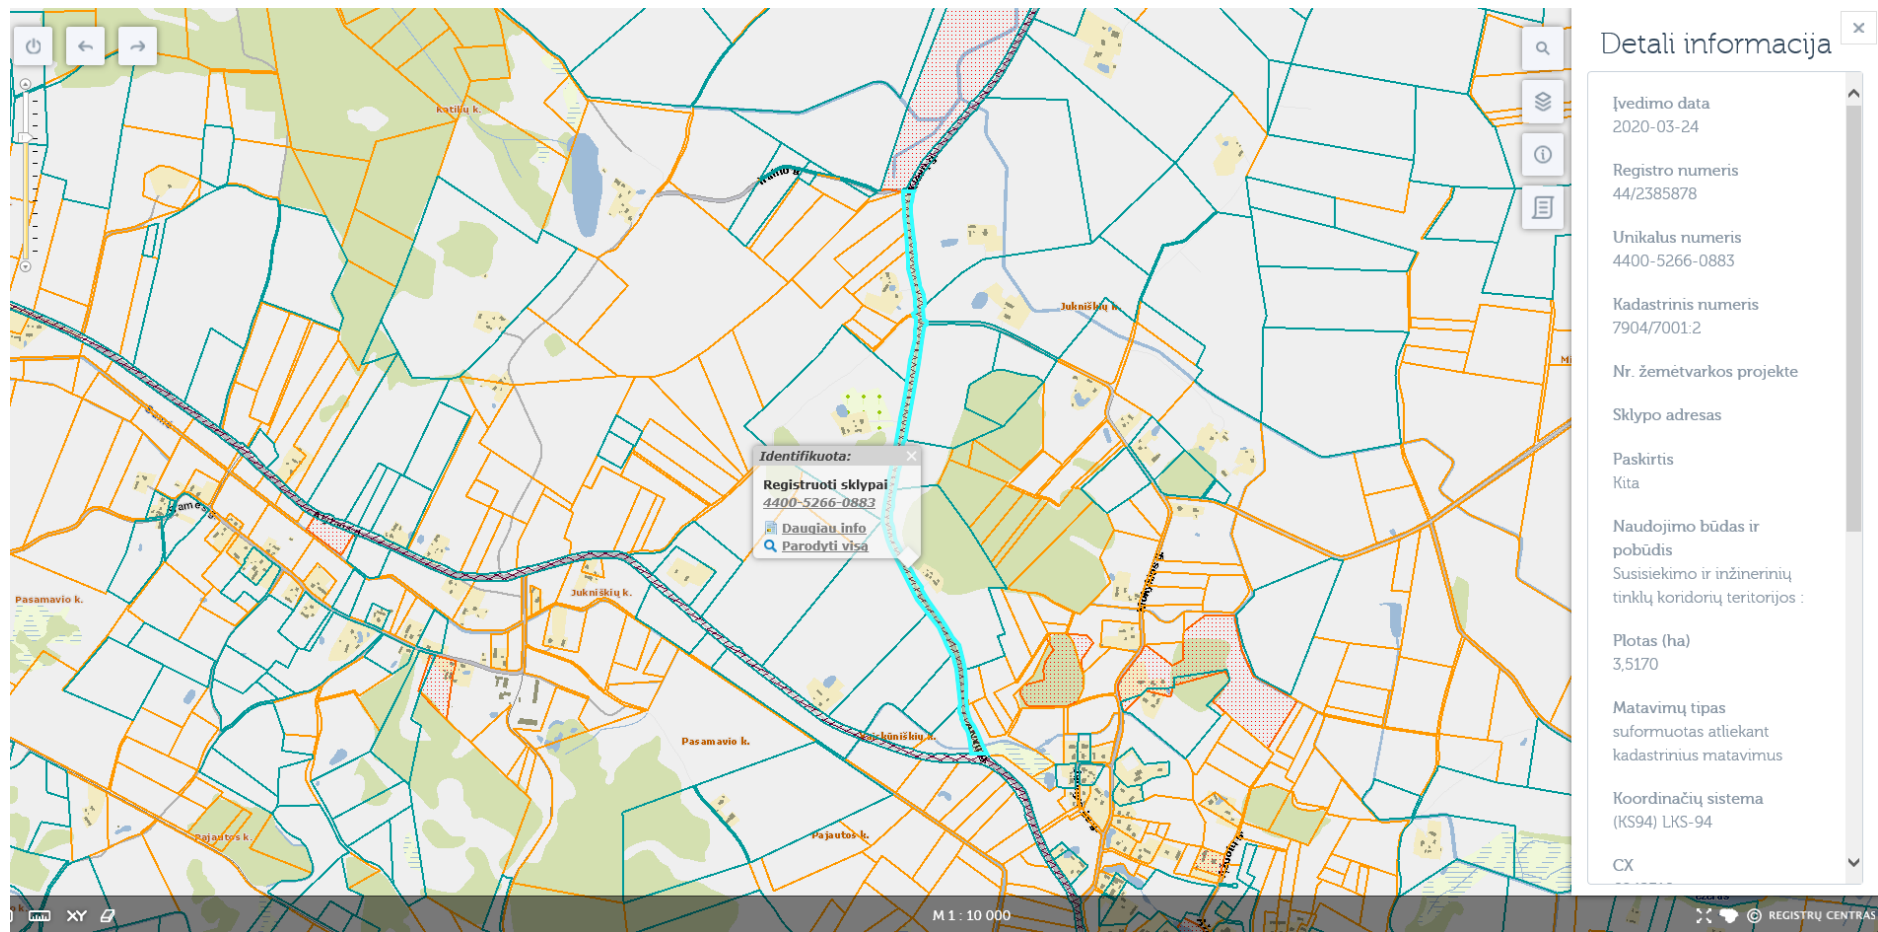 Detali informacija
Įvedimo data
2020-03-24
Registro numeris
44/2385878
Unikalus numeris
4400-5266-0883
Kadastrinis numeris
7904/7001:2
Nr. žemėtvarkos projekte
Sklypo adresas
Paskirtis
Kita
Naudojimo būdas ir
pobūdis
Susisiekimo ir inžinerinių
tinklų koridorių teritorijos :
Plotas (ha)
3,5170
Matavimų tipas
suformuotas atliekant
kadastrinius matavimus
Koordinačių sistema
(KS94) LKS-94
CX
Katilių k.
Jukniškių k.
Identifikuota:
Registruoti sklypai
4400-5266-0883
Daugiau info
Parodyti visą
Samė
Samės g.
Pasamavio k.
Jukniškių k.
Pasamavio k.
Pajautos k.
Pajautos k.
XY
M 1 : 10 000
© REGISTRŲ CENTRAS